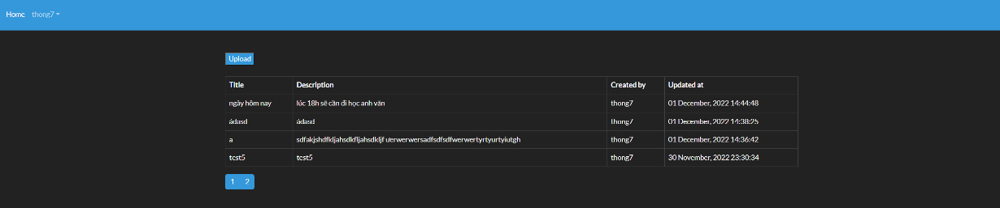 Home thong7
Upload
Title Description Created by Updated at
ngày hôm nay lúc 18h sẽ cần đi học anh văn thong7 01 December, 2022 14:44:48
ádasd ádasd thong7 01 December, 2022 14:38:25
a sdfakjshdfkljahsdkfljahsdkljf uerwerwersadfsdfsdfwerwertyrtyurtyiutgh thong7 01 December, 2022 14:36:42
test5 test5 thong7 30 November, 2022 23:30:34
1 2